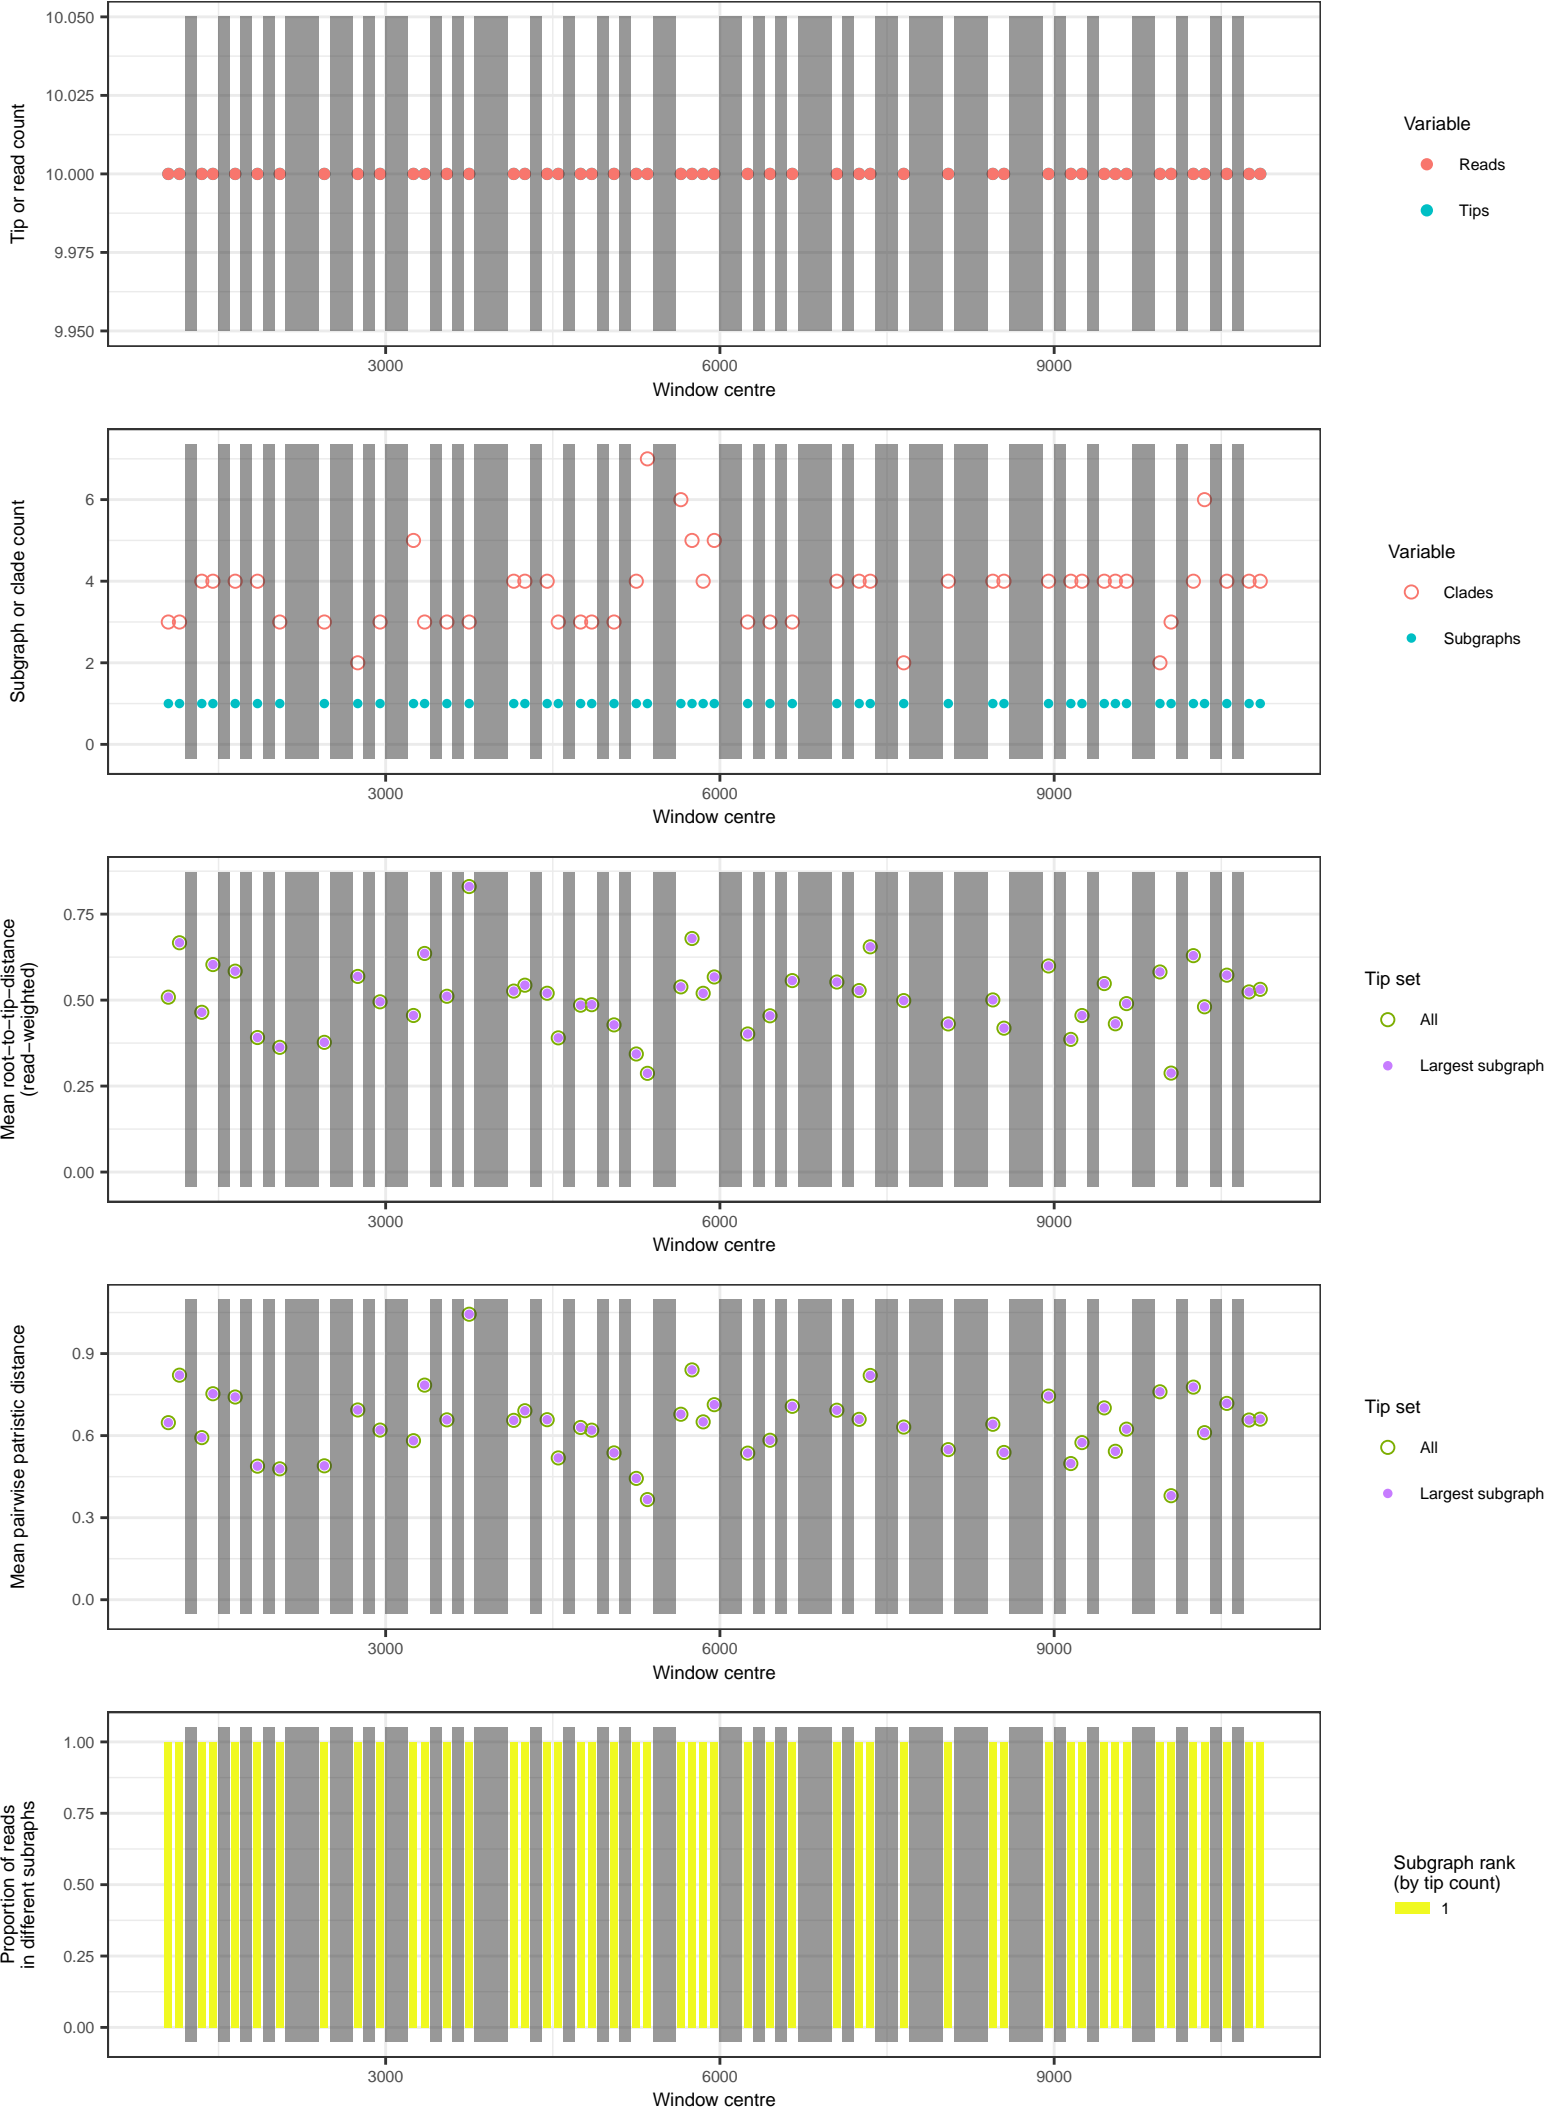 10.050
10.025
10.000
9.975
9.950
Tip or read count
3000 6000 9000
Window centre
Variable
Reads
Tips
6
4
2
0
Subgraph or clade count
3000 6000 9000
Window centre
Variable
Clades
Subgraphs
0.75
0.50
0.25
0.00
Mean root−to−tip−distance
(read−weighted)
3000 6000 9000
Window centre
Tip set
All
Largest subgraph
0.9
0.6
0.3
0.0
Mean pairwise patristic distance
3000 6000 9000
Window centre
Tip set
All
Largest subgraph
1.00
0.75
0.50
0.25
0.00
Proportion of reads
in different subraphs
3000 6000 9000
Window centre
Subgraph rank
(by tip count)
1